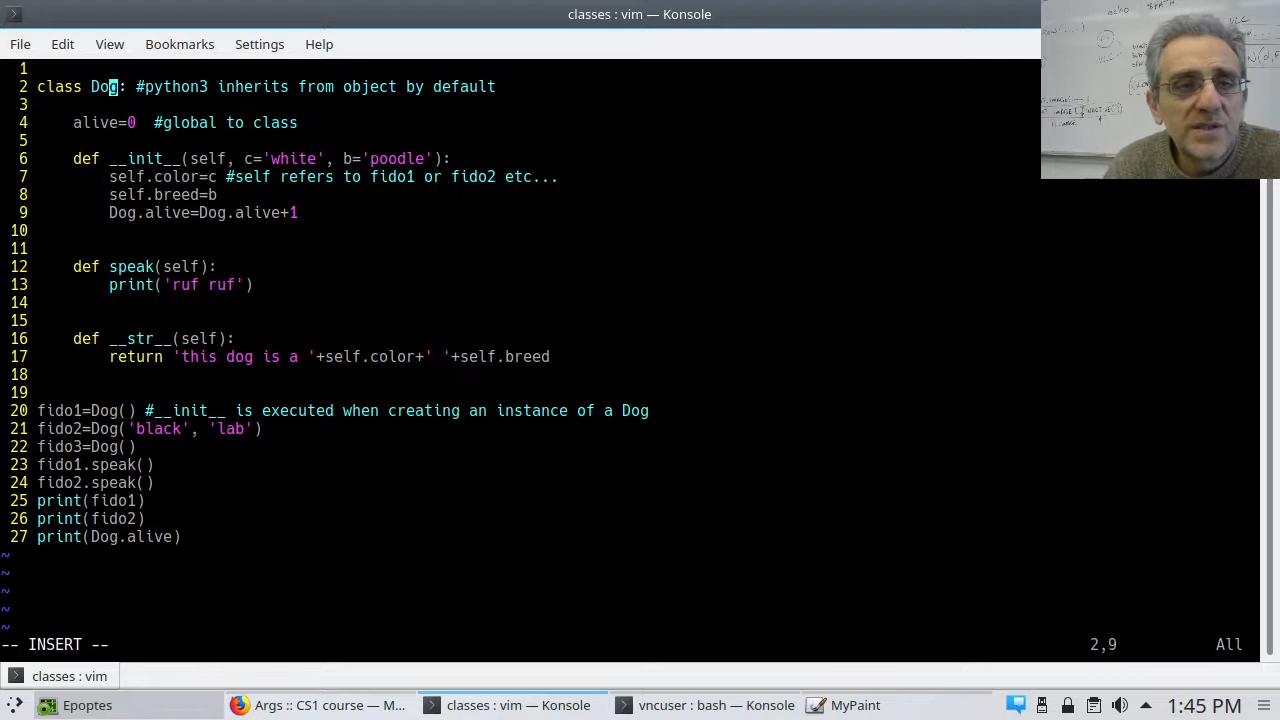 classes : vim — Konsole
File Edit View Bookmarks Settings Help
1
2 class Dog: #python3 inherits from object by default
3
4 alive=0 #global to class
5
6 def __init__(self, c='white', b='poodle'):
7 self.color=c #self refers to fido1 or fido2 etc...
8 self.breed=b
9 Dog.alive=Dog.alive+1
10
11
12 def speak(self):
13 print('ruf ruf')
14
15
16 def __str__(self):
17 return 'this dog is a '+self.color+' '+self.breed
18
19
20 fido1=Dog() #__init__ is executed when creating an instance of a Dog
21 fido2=Dog('black', 'lab')
22 fido3=Dog()
23 fido1.speak()
24 fido2.speak()
25 print(fido1)
26 print(fido2)
27 print(Dog.alive)
~
~
~
~
~
-- INSERT -- 2,9 All
classes : vim
Epoptes Args :: CS1 course — M... classes : vim — Konsole vncuser : bash — Konsole MyPaint 1:45 PM